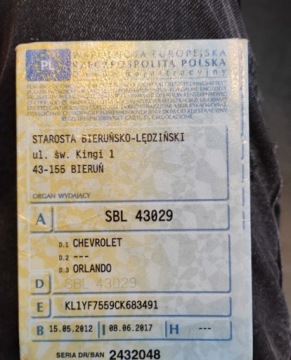 PL
WSPÓLNOTA EUROPEJSKA
RZECZPOSPOLITA POLSKA
STAROSTA BIERUŃSKO-LĘDZIŃSKI
ul. św. Kingi 1
43-155 BIERUŃ
ORGAN WYDAJĄCY
A SBL 43029
D.1 CHEVROLET
D.2 ---
D.3 ORLANDO
D SBL 43029
E KL1YF7559CK683491
B 15.05.2012 I 08.06.2017 H ---
SERIA DR/BAN 2432048